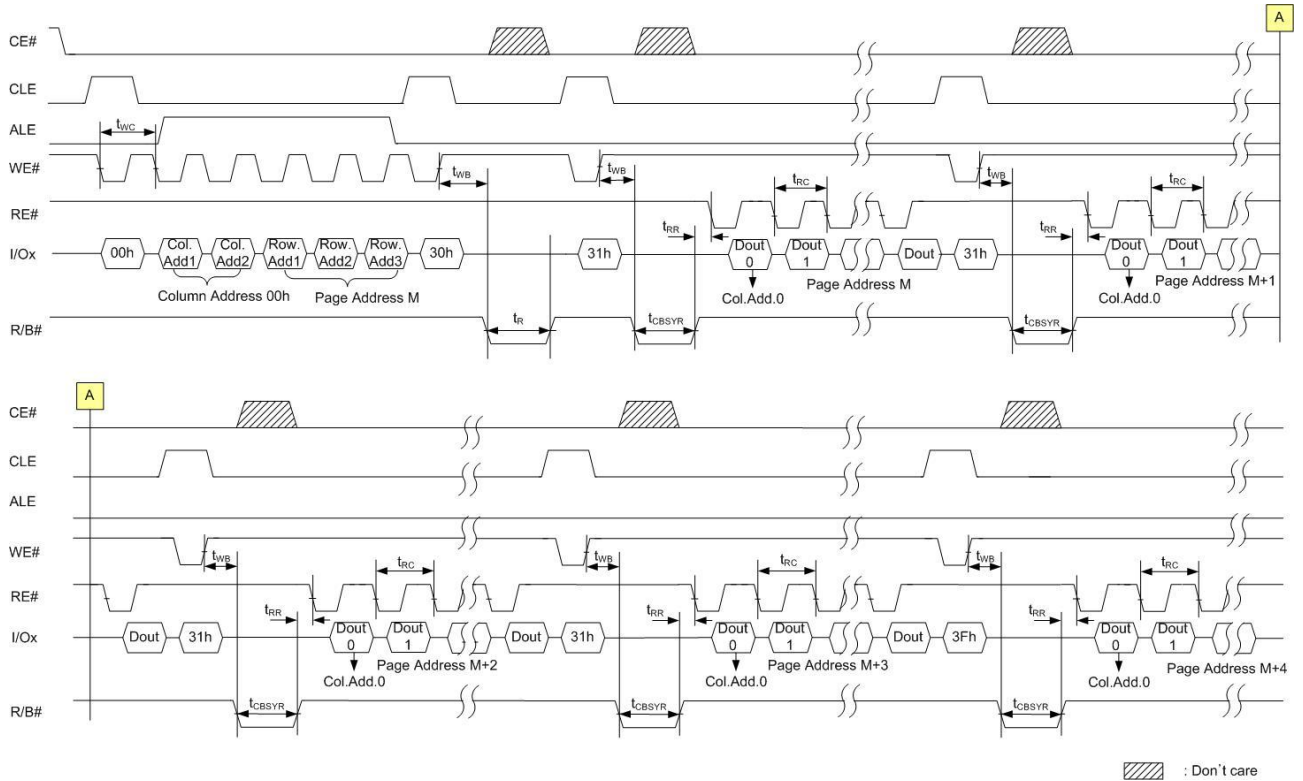 A
CE#
CLE
ALE
tWC
WE#
tWB tWB tWB
RE#
tRC tRC
tRR tRR
I/Ox
00h Col. Add1 Col. Add2 Row. Add1 Row. Add2 Row. Add3 30h 31h Dout 0 Dout 1 Dout 31h Dout 0 Dout 1
Column Address 00h Page Address M Col.Add.0 Page Address M Col.Add.0 Page Address M+1
R/B#
tR tCBSYR tCBSYR
A
CE#
CLE
ALE
WE#
tWB tWB tWB
RE#
tRC tRC tRC
tRR tRR tRR
I/Ox
Dout 31h Dout 0 Dout 1 Dout 31h Dout 0 Dout 1 Dout 3Fh Dout 0 Dout 1
Col.Add.0 Page Address M+2 Col.Add.0 Page Address M+3 Col.Add.0 Page Address M+4
R/B#
tCBSYR tCBSYR tCBSYR
: Don't care